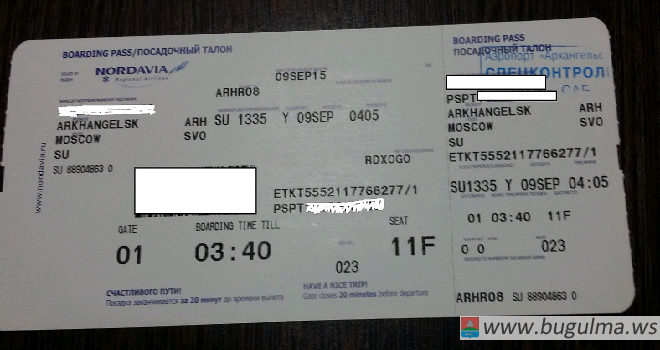 BOARDING PASS/ПОСАДОЧНЫЙ ТАЛОН
NORDAVIA
Regional Airlines
09SEP15
ARHR08
ARKHANGELSK ARH SU 1335 Y 09SEP 0405
MOSCOW SVO
SU
SU 88904863 0
ROXOGO
ETKT5552117766277/1
PSPT
GATE BOARDING TIME TILL SEAT
01 03:40 11F
023
СЧАСТЛИВОГО ПУТИ!
Посадка заканчивается за 20 минут до времени вылета
HAVE A NICE TRIP!
Gate closes 20 minutes before departure
www.nordavia.ru
BOARDING PASS
ПОСАДОЧНЫЙ ТАЛОН
Аэропорт "Архангельс
СПЕЦКОНТРОЛ
PSPT
ARKHANGELSK ARH
MOSCOW SVO
SU
ETKT5552117766277/1
SU1335 Y 09SEP 04:05
01 03:40 11F
0 0 023
ARHR08 SU 88904863 0
www.bugulma.ws